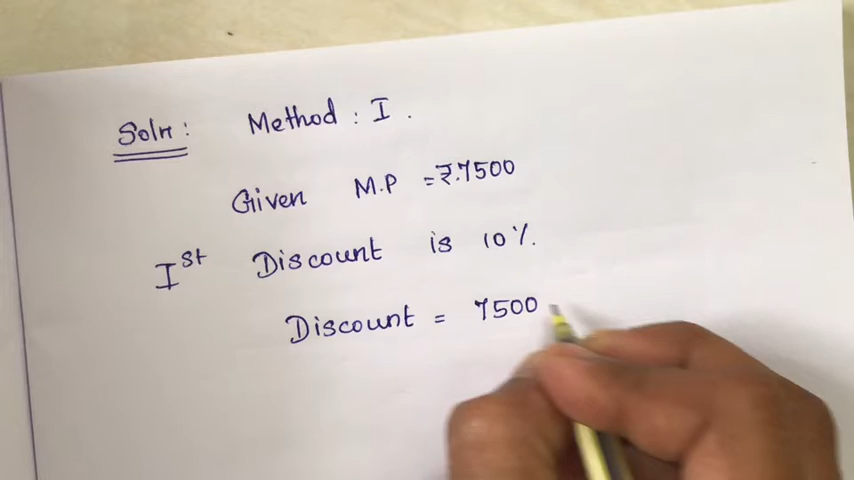 Soln: Method : I .
Given M.P = ₹.7500
Ist Discount is 10%.
Discount = 7500